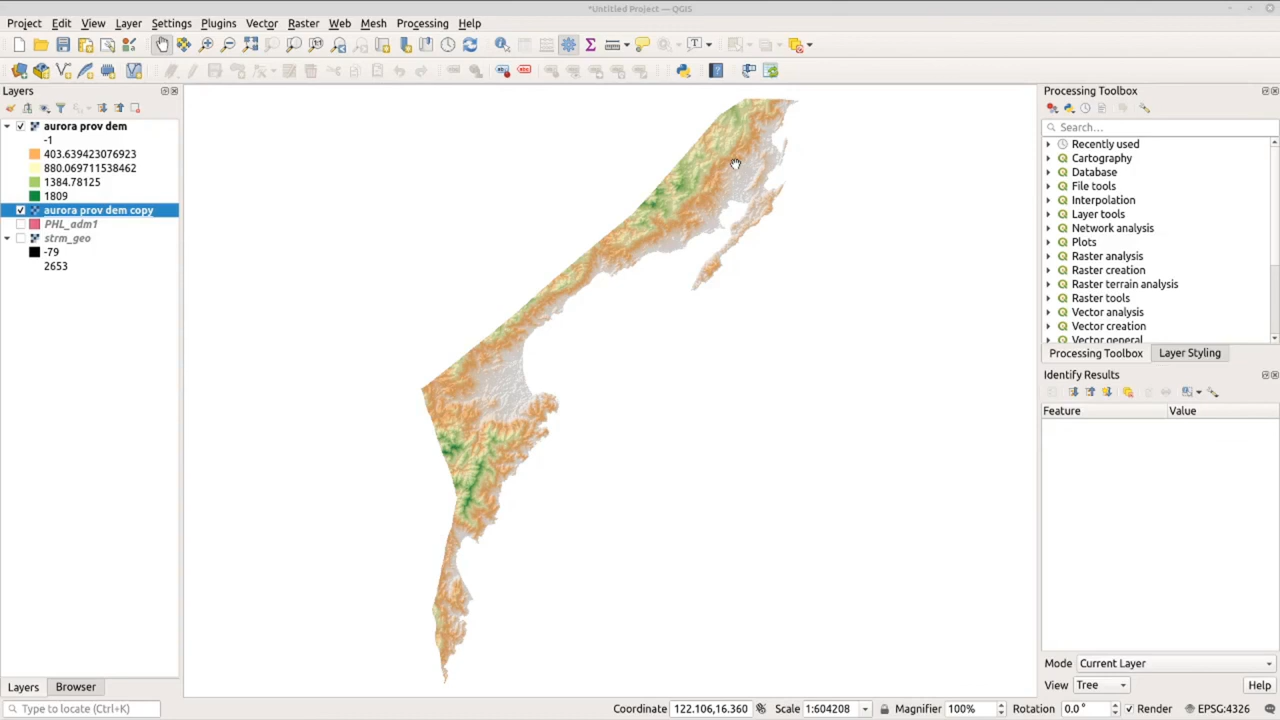 *Untitled Project — QGIS
Project Edit View Layer Settings Plugins Vector Raster Web Mesh Processing Help
Layers
aurora prov dem
-1
403.639423076923
880.069711538462
1384.78125
1809
aurora prov dem copy
PHL_adm1
strm_geo
-79
2653
Layers Browser
Type to locate (Ctrl+K)
Processing Toolbox
Search...
Recently used
Cartography
Database
File tools
Interpolation
Layer tools
Network analysis
Plots
Raster analysis
Raster creation
Raster terrain analysis
Raster tools
Vector analysis
Vector creation
Vector general
Processing Toolbox Layer Styling
Identify Results
Feature Value
Mode Current Layer
View Tree Help
Coordinate 122.106,16.360 Scale 1:604208 Magnifier 100% Rotation 0.0° Render EPSG:4326